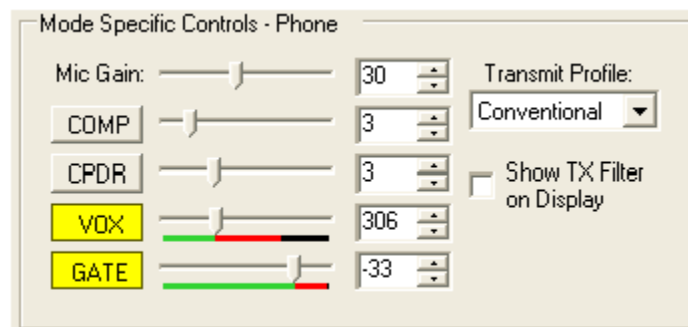 Mode Specific Controls - Phone
Mic Gain: 30 Transmit Profile:
COMP 3 Conventional
CPDR 3 Show TX Filter
on Display
VOX 306
GATE -33